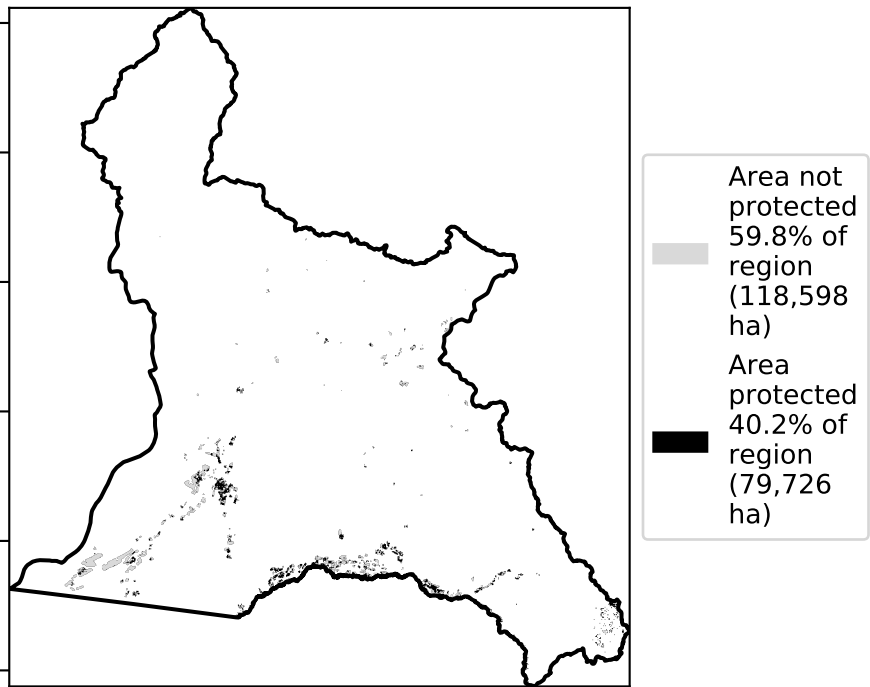 Area not
protected
59.8% of
region
(118,598
ha)
Area
protected
40.2% of
region
(79,726
ha)